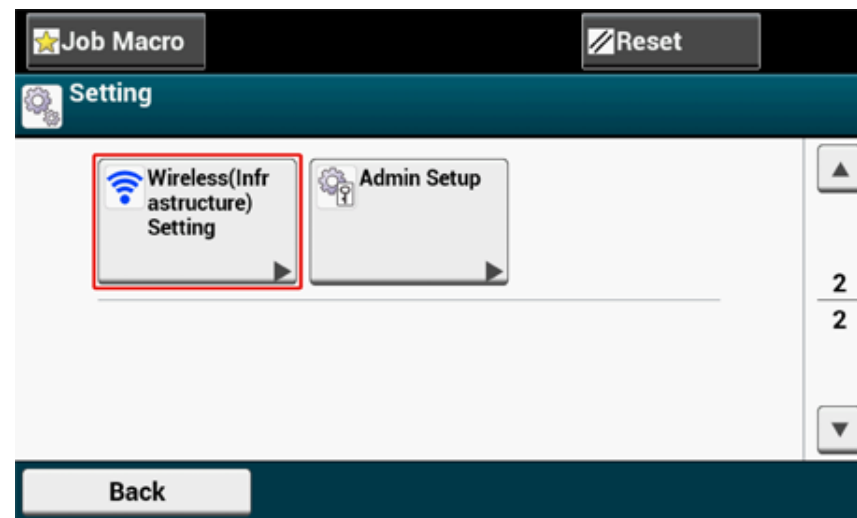 Job Macro
Reset
Setting
Wireless(Infr
astructure)
Setting
Admin Setup
2
2
Back